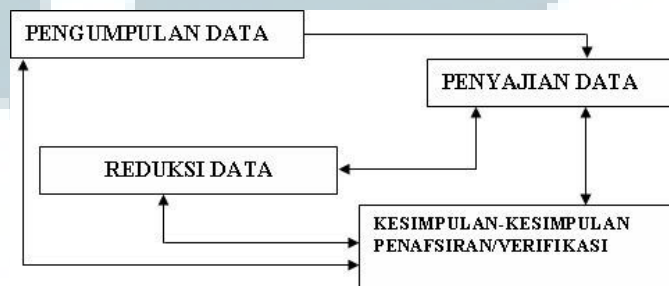 PENGUMPULAN DATA
PENYAJIAN DATA
REDUKSI DATA
KESIMPULAN-KESIMPULAN
PENAFSIRAN/VERIFIKASI